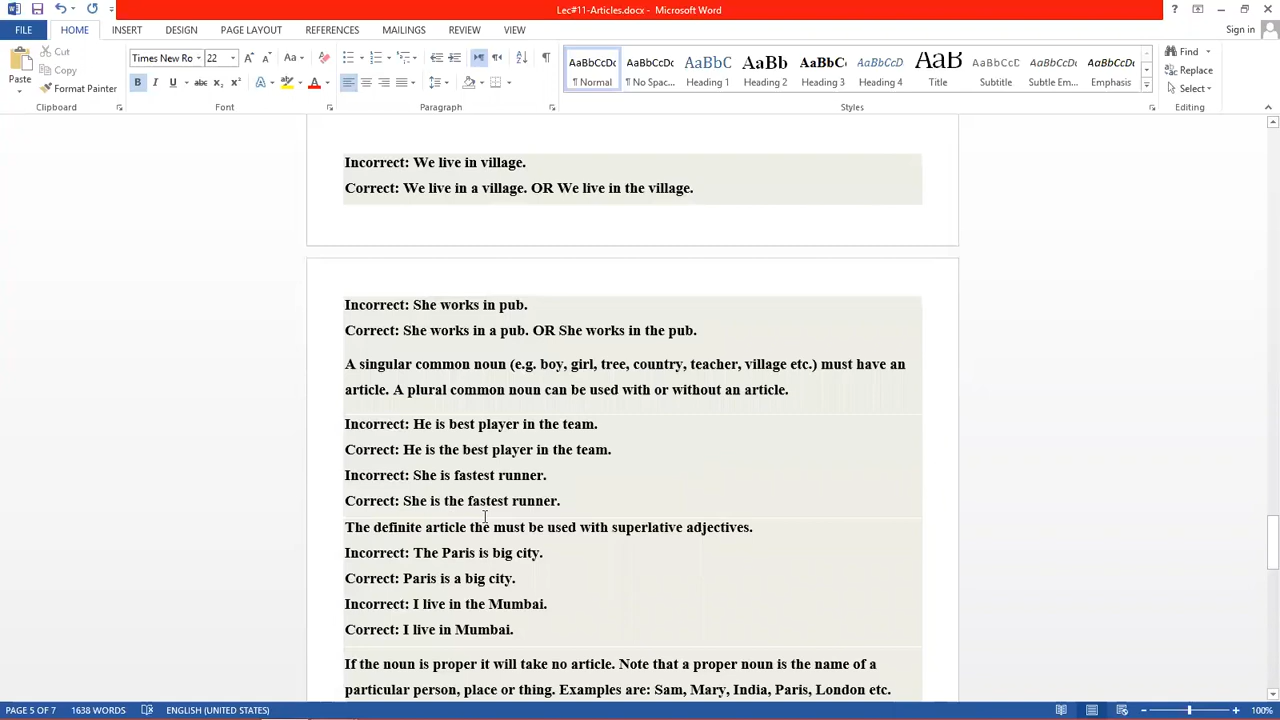 Lec#11-Articles.docx - Microsoft Word
FILE HOME INSERT DESIGN PAGE LAYOUT REFERENCES MAILINGS REVIEW VIEW Sign in
Paste
Cut
Copy
Format Painter
Clipboard
Times New Ro 22
Font
Paragraph
AaBbCcDc AaBbCcDc AaBbC AaBb AaBbC AaBbCcD AaB AaBbCcD AaBbCcDc AaBbCcDc
¶ Normal ¶ No Spac... Heading 1 Heading 2 Heading 3 Heading 4 Title Subtitle Subtle Em... Emphasis
Styles
Find
Replace
Select
Editing
Incorrect: We live in village.
Correct: We live in a village. OR We live in the village.
Incorrect: She works in pub.
Correct: She works in a pub. OR She works in the pub.
A singular common noun (e.g. boy, girl, tree, country, teacher, village etc.) must have an
article. A plural common noun can be used with or without an article.
Incorrect: He is best player in the team.
Correct: He is the best player in the team.
Incorrect: She is fastest runner.
Correct: She is the fastest runner.
The definite article the must be used with superlative adjectives.
Incorrect: The Paris is big city.
Correct: Paris is a big city.
Incorrect: I live in the Mumbai.
Correct: I live in Mumbai.
If the noun is proper it will take no article. Note that a proper noun is the name of a
particular person, place or thing. Examples are: Sam, Mary, India, Paris, London etc.
PAGE 5 OF 7 1638 WORDS ENGLISH (UNITED STATES) 100%